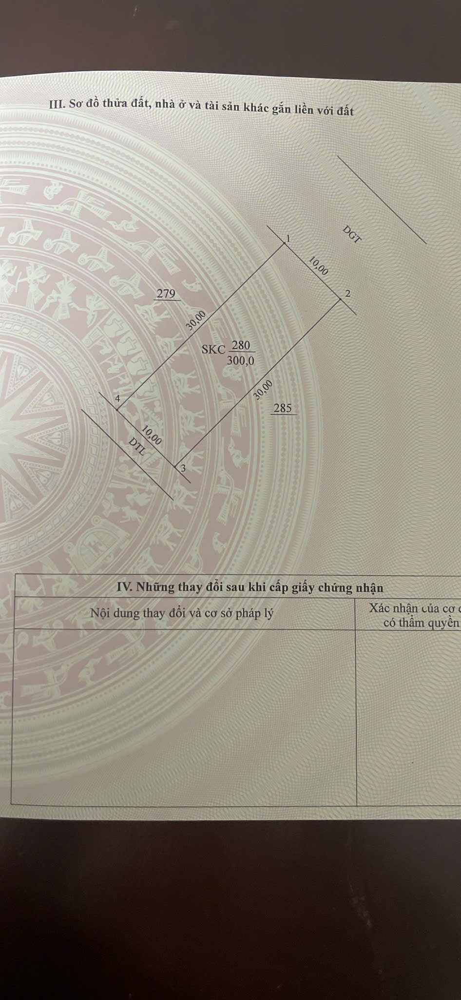 III. Sơ đồ thửa đất, nhà ở và tài sản khác gắn liền với đất
DGT
1
10,00
2
279
30,00
SKC 280
300,0
30,00
285
4
10,00
DTL
3
IV. Những thay đổi sau khi cấp giấy chứng nhận
Nội dung thay đổi và cơ sở pháp lý
Xác nhận của cơ
có thẩm quyền